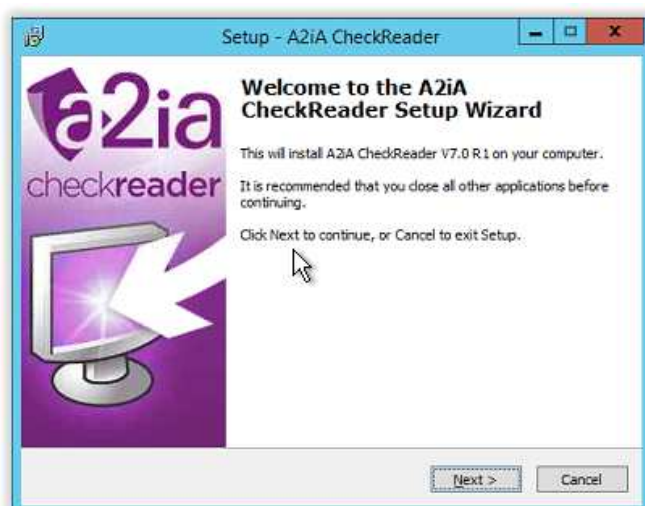 Setup - A2iA CheckReader
a2ia
checkreader
Welcome to the A2iA
CheckReader Setup Wizard
This will install A2iA CheckReader V7.0 R1 on your computer.
It is recommended that you close all other applications before
continuing.
Click Next to continue, or Cancel to exit Setup.
Next >
Cancel